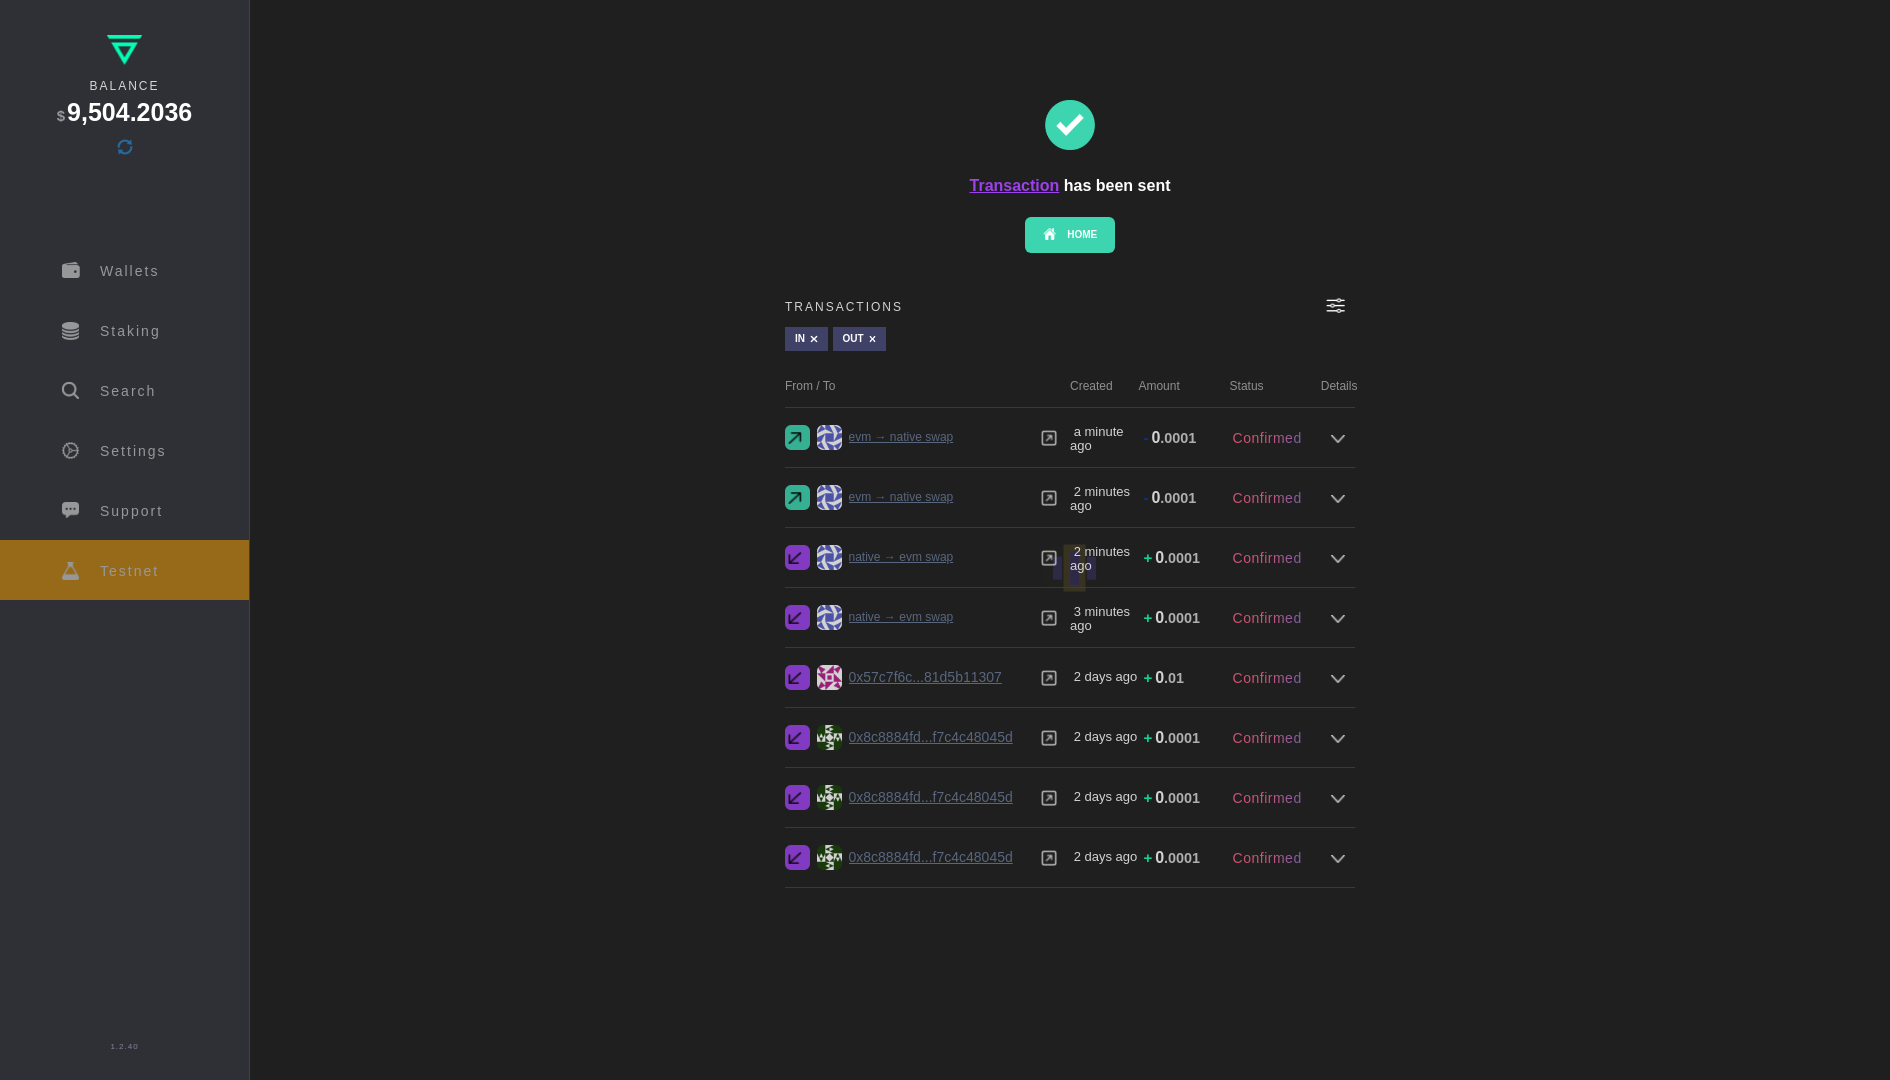 BALANCE
$ 9,504.2036
Wallets
Staking
Search
Settings
Support
Testnet
1.2.40
Transaction has been sent
HOME
TRANSACTIONS
IN × OUT ×
From / To Created Amount Status Details
evm → native swap a minute ago - 0.0001 Confirmed
evm → native swap 2 minutes ago - 0.0001 Confirmed
native → evm swap 2 minutes ago + 0.0001 Confirmed
native → evm swap 3 minutes ago + 0.0001 Confirmed
0x57c7f6c...81d5b11307 2 days ago + 0.01 Confirmed
0x8c8884fd...f7c4c48045d 2 days ago + 0.0001 Confirmed
0x8c8884fd...f7c4c48045d 2 days ago + 0.0001 Confirmed
0x8c8884fd...f7c4c48045d 2 days ago + 0.0001 Confirmed